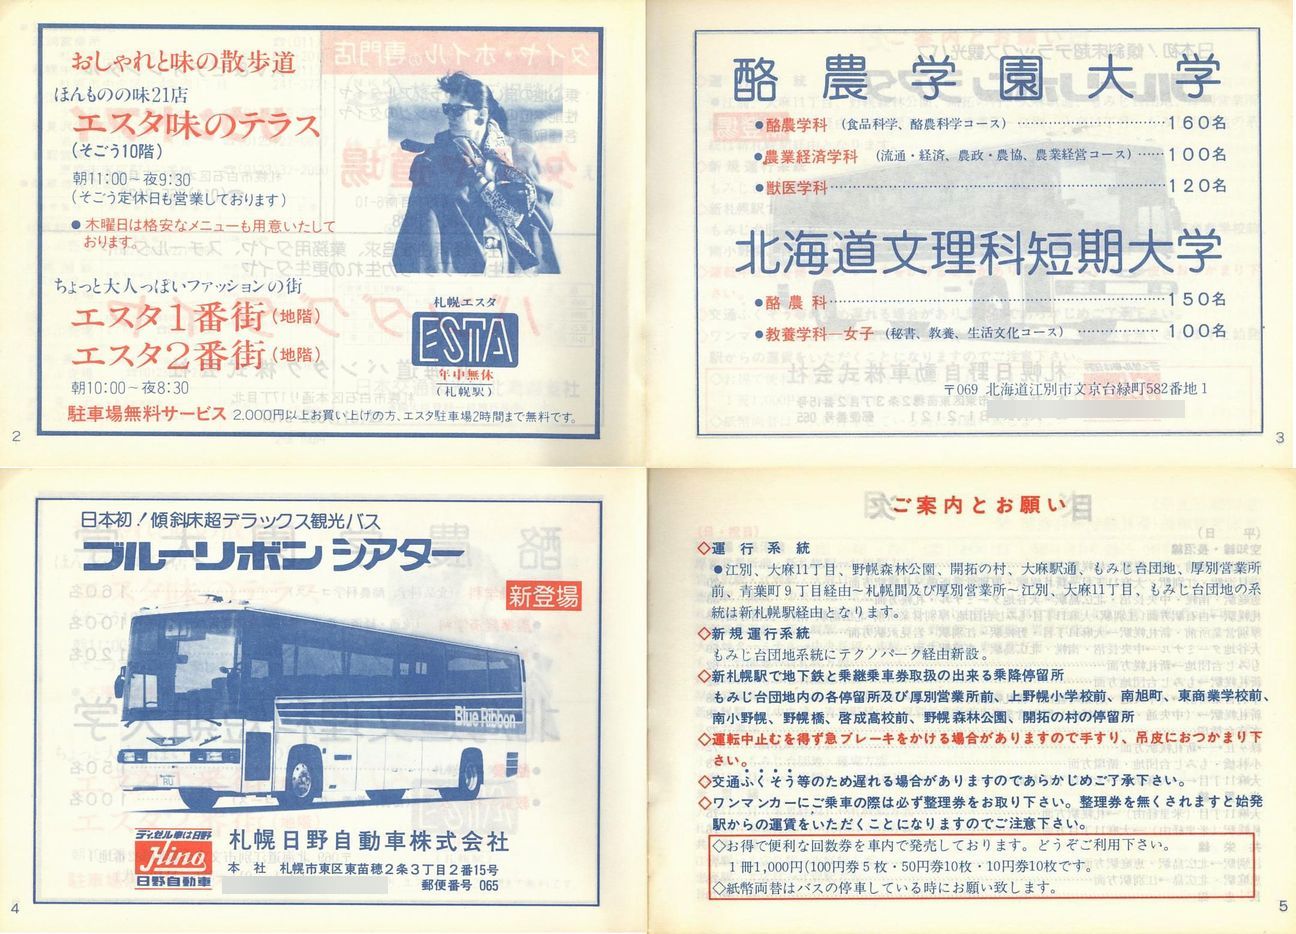 おしゃれと味の散歩道
ほんものの味21店
エスタ味のテラス
(そごう10階)
朝11:00～夜9:30
(そごう定休日も営業しております)
●木曜日は格安なメニューも用意いたして
おります。
ちょっと大人っぽいファッションの街
エスタ1番街(地階)
エスタ2番街(地階)
朝10:00～夜8:30
駐車場無料サービス 2,000円以上お買い上げの方、エスタ駐車場2時間まで無料です。
札幌エスタ
ESTA
年中無休
(札幌駅)
2
酪農学園大学
●酪農学科 (食品科学、酪農科学コース) ……160名
●農業経済学科 (流通・経済、農政・農協、農業経営コース) ……100名
●獣医学科……120名
北海道文理科短期大学
●酪農科……150名
●教養学科―女子 (秘書、教養、生活文化コース) ……100名
〒069 北海道江別市文京台緑町582番地1
3
日本初!傾斜床超デラックス観光バス
ブルーリボンシアター
新登場
Blue Ribbon
RU
ディゼル車は日野
Hino
日野自動車
札幌日野自動車株式会社
本社 札幌市東区東苗穂2条3丁目2番15号
郵便番号 065
4
ご案内とお願い
◇運行系統
●江別、大麻11丁目、野幌森林公園、開拓の村、大麻駅通、もみじ台団地、厚別営業所
前、青葉町9丁目経由～札幌間及び厚別営業所～江別、大麻11丁目、もみじ台団地の系
統は新札幌駅経由となります。
◇新規運行系統
もみじ台団地系統にテクノパーク経由新設。
◇新札幌駅で地下鉄と乗継乗車券取扱の出来る乗降停留所
もみじ台団地内の各停留所及び厚別営業所前、上野幌小学校前、南旭町、東商業学校前、
南小野幌、野幌橋、啓成高校前、野幌森林公園、開拓の村の停留所
◇運転中止むを得ず急ブレーキをかける場合がありますので手すり、吊皮におつかまり下
さい。
◇交通ふくそう等のため遅れる場合がありますのであらかじめご了承下さい。
◇ワンマンカーにご乗車の際は必ず整理券をお取り下さい。整理券を無くされますと始発
駅からの運賃をいただくことになりますのでご注意下さい。
◇お得で便利な回数券を車内で発売しております。どうぞご利用下さい。
1冊1,000円(100円券5枚・50円券10枚・10円券10枚です。
◇紙幣両替はバスの停車している時にお願い致します。
5